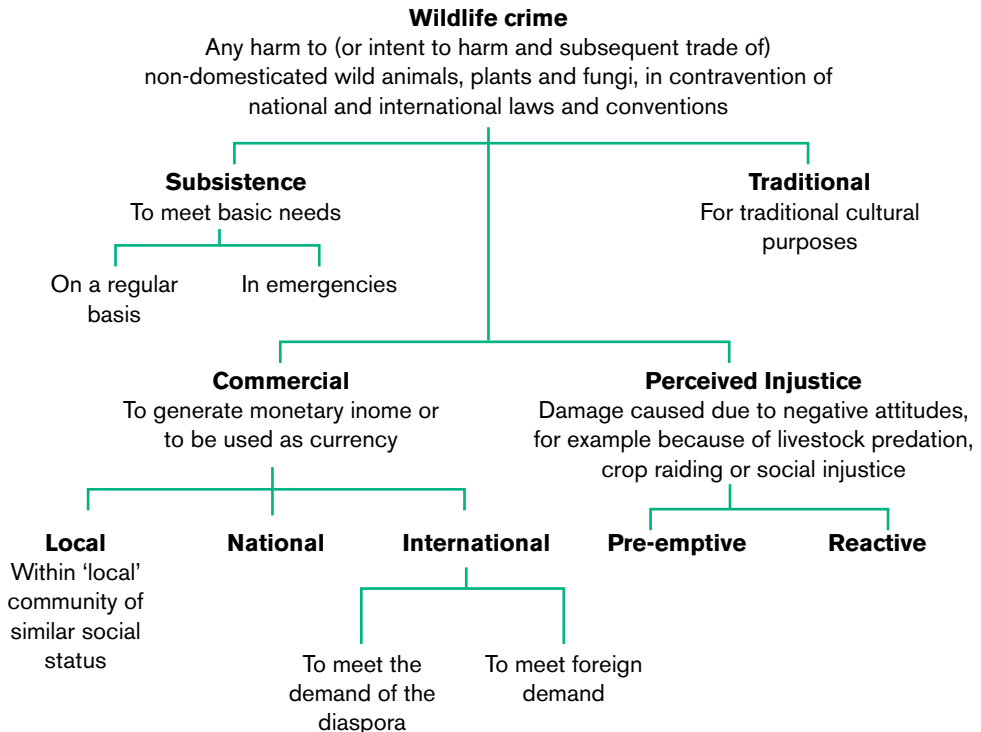 Wildlife crime
Any harm to (or intent to harm and subsequent trade of)
non-domesticated wild animals, plants and fungi, in contravention of
national and international laws and conventions
Subsistence
To meet basic needs
On a regular
basis
In emergencies
Traditional
For traditional cultural
purposes
Commercial
To generate monetary inome or
to be used as currency
Local
Within ‘local’
community of
similar social
status
National
International
To meet the
demand of the
diaspora
To meet foreign
demand
Perceived Injustice
Damage caused due to negative attitudes,
for example because of livestock predation,
crop raiding or social injustice
Pre-emptive
Reactive